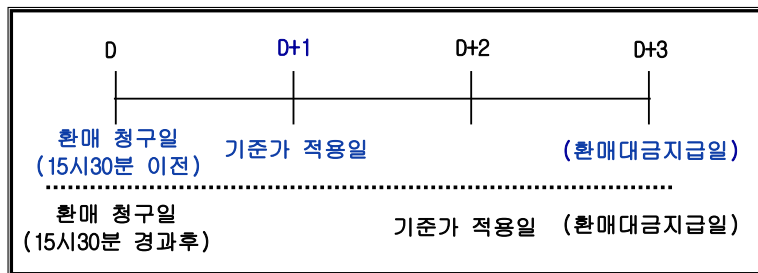 D D+1 D+2 D+3
환매 청구일 기준가 적용일 (환매대금지급일)
(15시30분 이전)
환매 청구일 기준가 적용일 (환매대금지급일)
(15시30분 경과후)